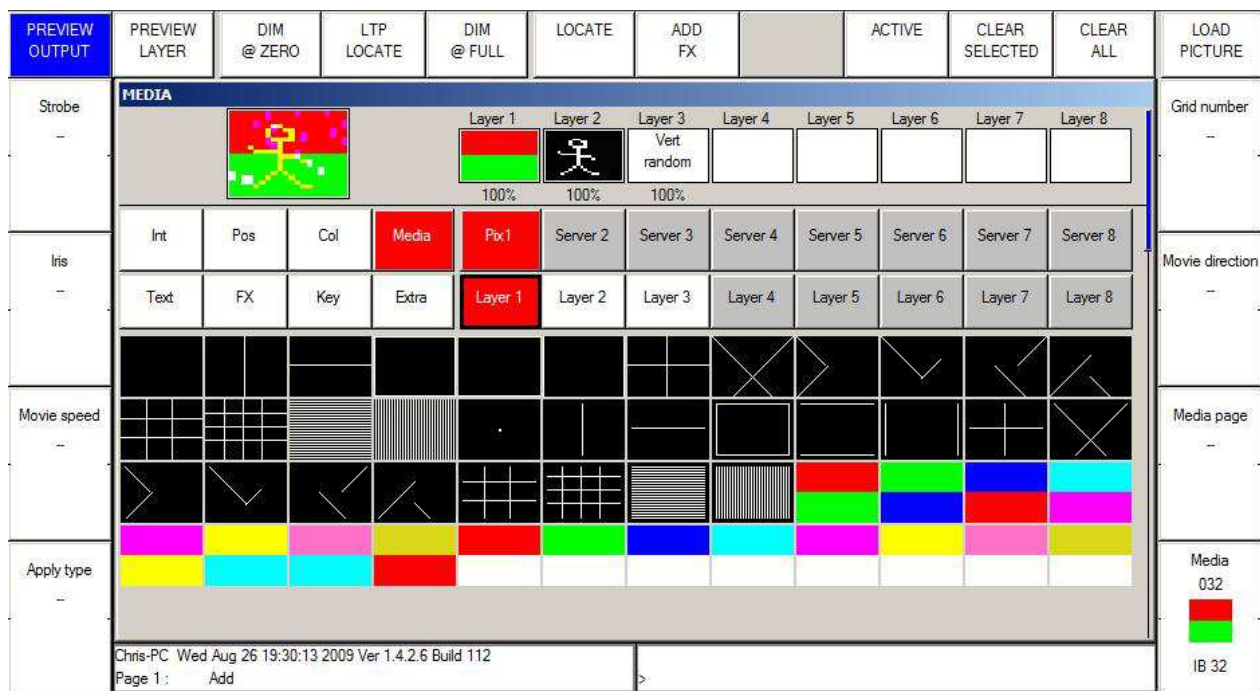 PREVIEW OUTPUT
PREVIEW LAYER
DIM @ ZERO
LTP LOCATE
DIM @ FULL
LOCATE
ADD FX
ACTIVE
CLEAR SELECTED
CLEAR ALL
LOAD PICTURE
Strobe
--
Iris
--
Movie speed
--
Apply type
--
MEDIA
Layer 1 Layer 2 Layer 3 Layer 4 Layer 5 Layer 6 Layer 7 Layer 8
Vert
random
100% 100% 100%
Int Pos Col Media Pix1 Server 2 Server 3 Server 4 Server 5 Server 6 Server 7 Server 8
Text FX Key Extra Layer 1 Layer 2 Layer 3 Layer 4 Layer 5 Layer 6 Layer 7 Layer 8
Grid number
--
Movie direction
--
Media page
--
Media
032
IB 32
Chris-PC Wed Aug 26 19:30:13 2009 Ver 1.4.2.6 Build 112
Page 1 : Add
>